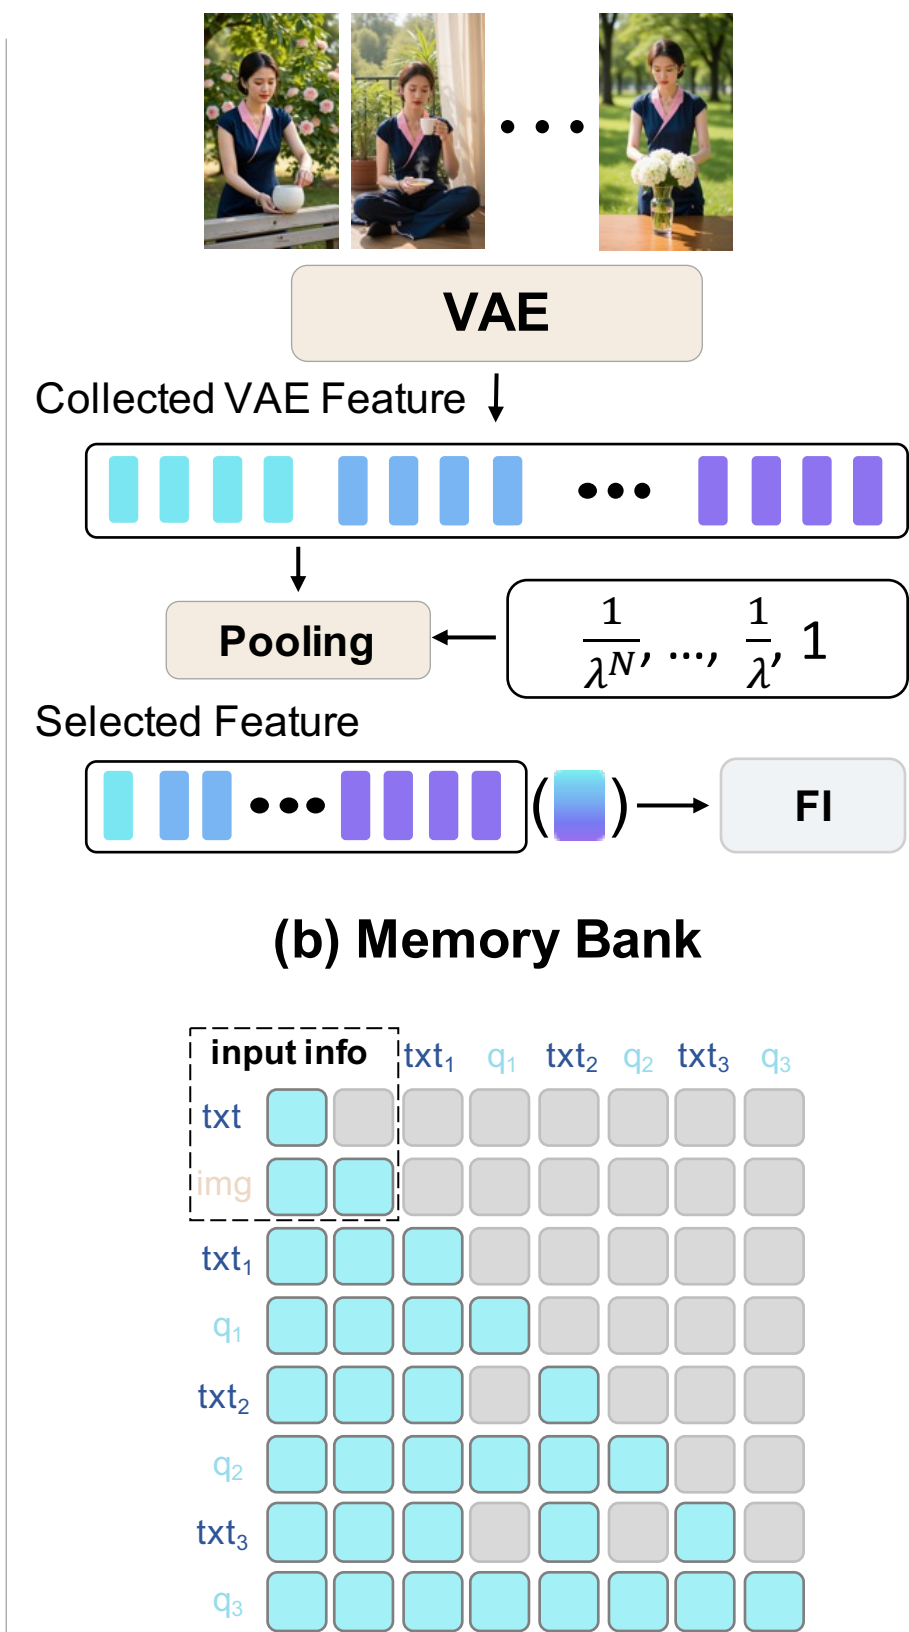 VAE
Collected VAE Feature
Pooling
1/λ^N, ..., 1/λ, 1
Selected Feature
( )
FI
(b) Memory Bank
input info txt₁ q₁ txt₂ q₂ txt₃ q₃
txt
img
txt₁
q₁
txt₂
q₂
txt₃
q₃